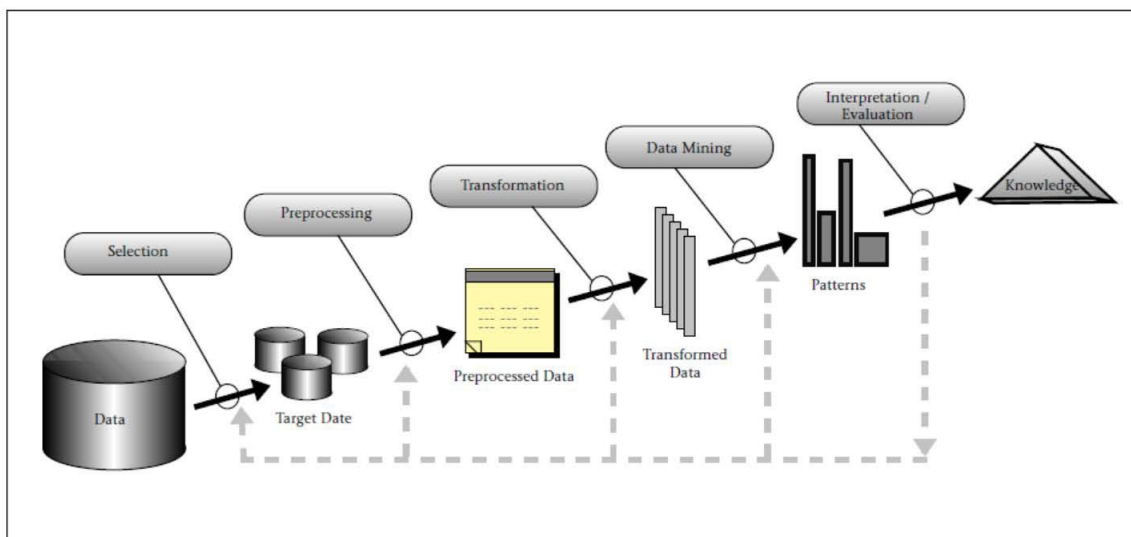 Interpretation /
Evaluation
Data Mining
Transformation
Preprocessing
Selection
Knowledge
Patterns
Transformed
Data
Preprocessed Data
Target Date
Data